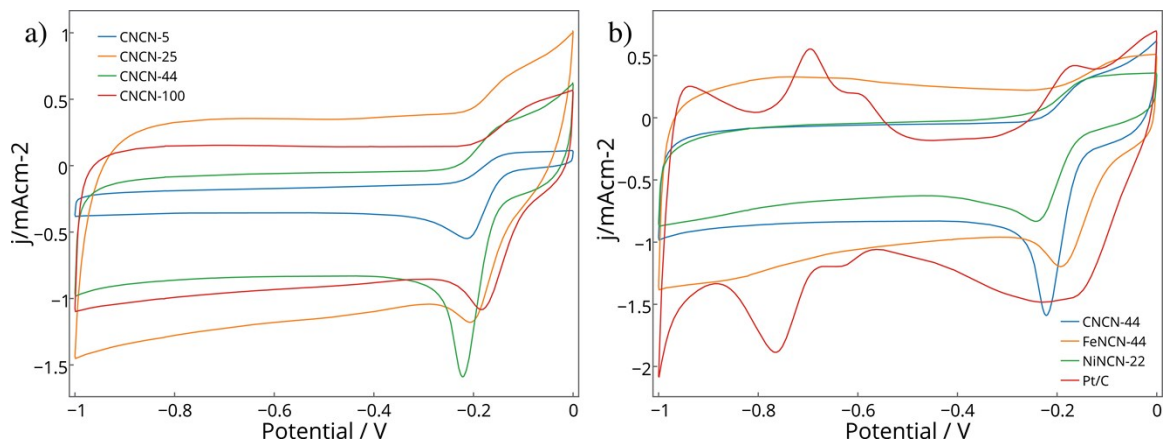 a)
CNCN-5
CNCN-25
CNCN-44
CNCN-100
1
0.5
0
−0.5
−1
−1.5
j/mAcm-2
−1 −0.8 −0.6 −0.4 −0.2 0
Potential / V
b)
0.5
0
−0.5
−1
−1.5
−2
j/mAcm-2
CNCN-44
FeNCN-44
NiNCN-22
Pt/C
−1 −0.8 −0.6 −0.4 −0.2 0
Potential / V